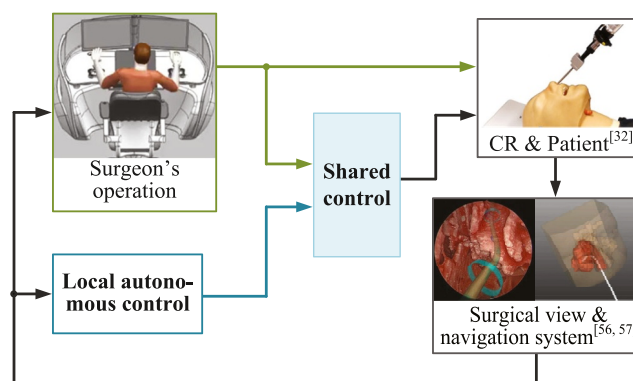 Surgeon's
operation
Shared
control
CR & Patient[32]
Local autono-
mous control
Surgical view &
navigation system[56, 57